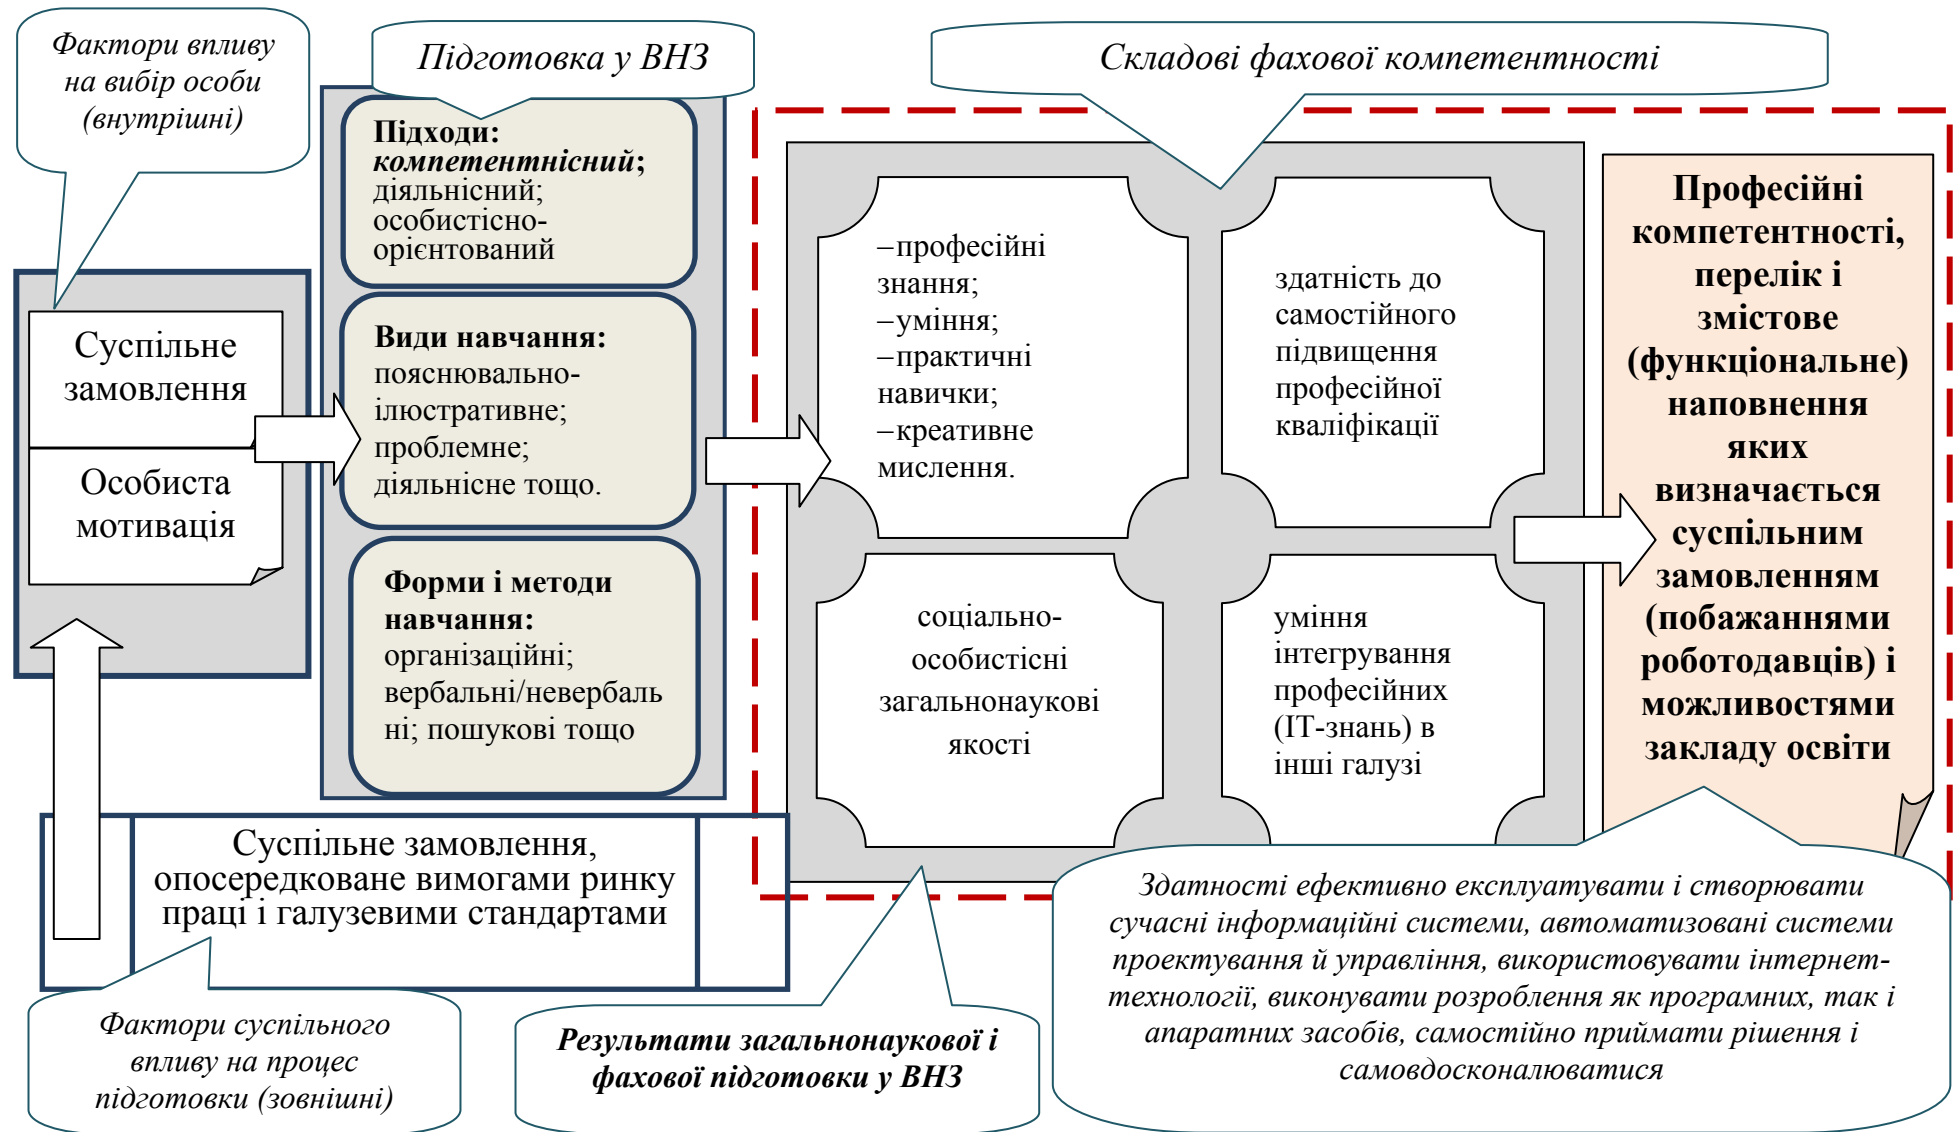 Фактори впливу
на вибір особи
(внутрішні)
Підготовка у ВНЗ
Складові фахової компетентності
Суспільне
замовлення
Особиста
мотивація
Підходи:
компетентнісний;
діяльнісний;
особистісно-
орієнтований
Види навчання:
пояснювально-
ілюстративне;
проблемне;
діяльнісне тощо.
Форми і методи
навчання:
організаційні;
вербальні/невербаль
ні; пошукові тощо
–професійні
знання;
–уміння;
–практичні
навички;
–креативне
мислення.
здатність до
самостійного
підвищення
професійної
кваліфікації
соціально-
особистісні
загальнонаукові
якості
уміння
інтегрування
професійних
(ІТ-знань) в
інші галузі
Професійні
компетентності,
перелік і
змістове
(функціональне)
наповнення
яких
визначається
суспільним
замовленням
(побажаннями
роботодавців) і
можливостями
закладу освіти
Суспільне замовлення,
опосередковане вимогами ринку
праці і галузевими стандартами
Фактори суспільного
впливу на процес
підготовки (зовнішні)
Результати загальнонаукової і
фахової підготовки у ВНЗ
Здатності ефективно експлуатувати і створювати
сучасні інформаційні системи, автоматизовані системи
проектування й управління, використовувати інтернет-
технології, виконувати розроблення як програмних, так і
апаратних засобів, самостійно приймати рішення і
самовдосконалюватися